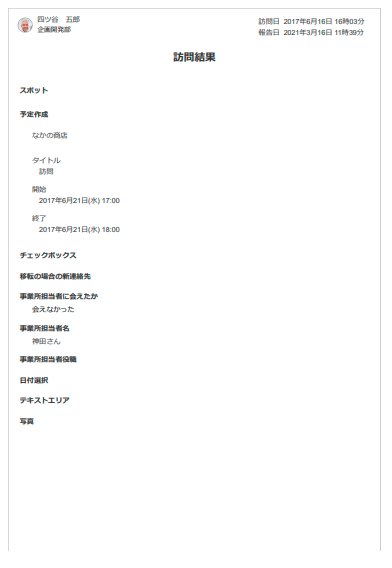 四ツ谷　五郎
企画開発部
訪問日 2017年6月16日 16時03分
報告日 2021年3月16日 11時39分
訪問結果
スポット
予定作成
なかの商店
タイトル
訪問
開始
2017年6月21日(水) 17:00
終了
2017年6月21日(水) 18:00
チェックボックス
移転の場合の新連絡先
事業所担当者に会えたか
会えなかった
事業所担当者名
神田さん
事業所担当者役職
日付選択
テキストエリア
写真